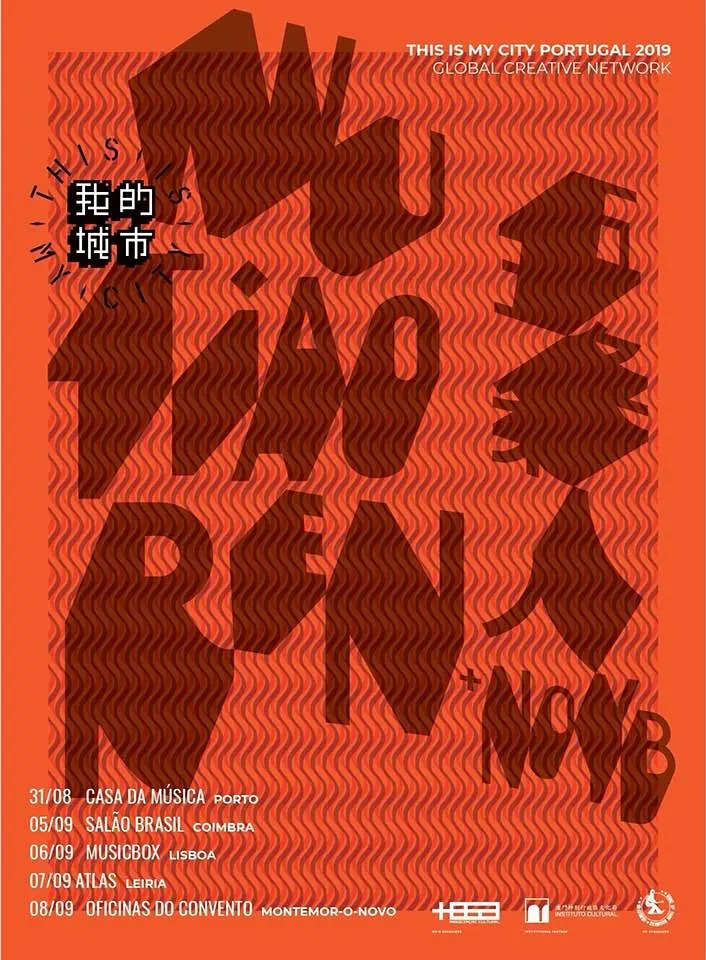 THIS IS MY CITY PORTUGAL 2019
GLOBAL CREATIVE NETWORK
THIS IS MY CITY
我的
城市
WU
TIAO
REN
五
条
人
+NOYB
31/08 CASA DA MÚSICA PORTO
05/09 SALÃO BRASIL COIMBRA
06/09 MUSICBOX LISBOA
07/09 ATLAS LEIRIA
08/09 OFICINAS DO CONVENTO MONTEMOR-O-NOVO
INSTITUTO CULTURAL